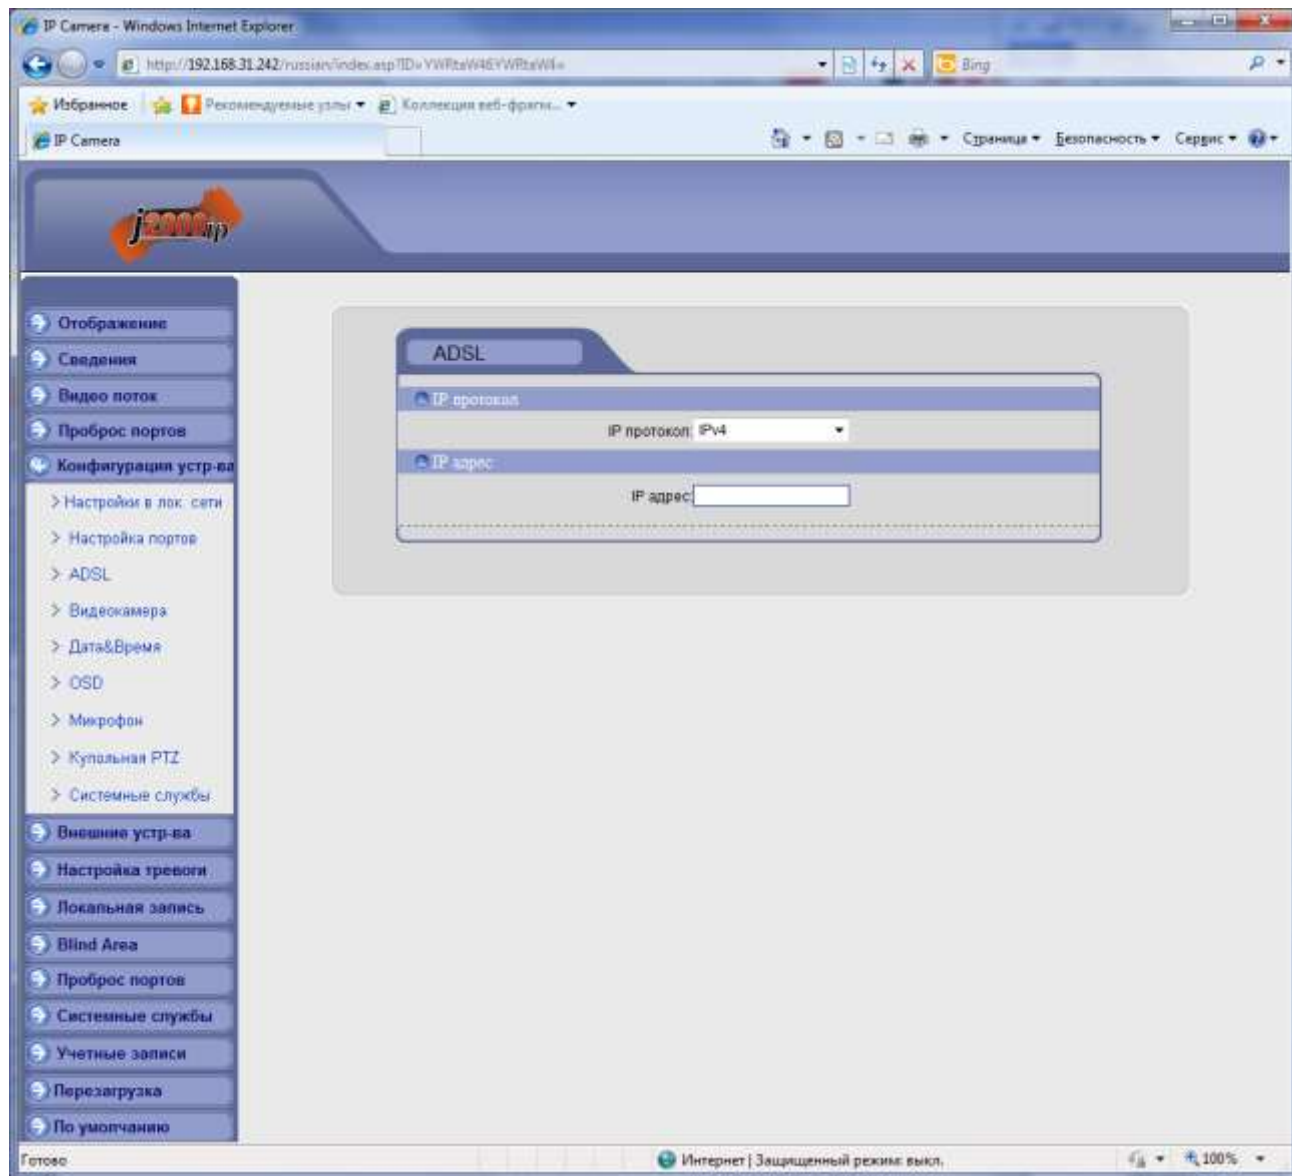 IP Camera - Windows Internet Explorer
http://192.168.31.242/russian/index.asp?ID=YWRtaW46YWRtaW4=
Bing
Избранное Рекомендуемые узлы Коллекция веб-фрагм...
IP Camera Страница Безопасность Сервис
j2000ip
Отображение
Сведения
Видео поток
Проброс портов
Конфигурация устр-ва
> Настройки в лок. сети
> Настройка портов
> ADSL
> Видеокамера
> Дата&Время
> OSD
> Микрофон
> Купольная PTZ
> Системные службы
Внешние устр-ва
Настройка тревоги
Локальная запись
Blind Area
Проброс портов
Системные службы
Учетные записи
Перезагрузка
По умолчанию
ADSL
IP протокол
IP протокол: IPv4
IP адрес
IP адрес:
Готово Интернет | Защищенный режим: выкл. 100%